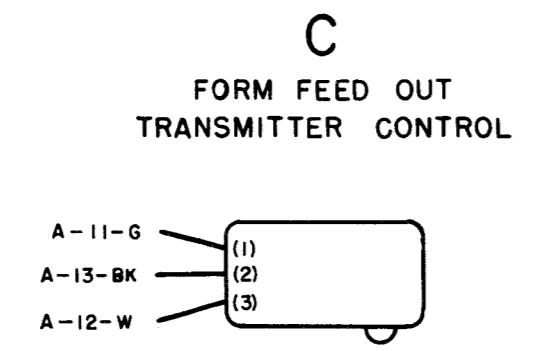 C
FORM FEED OUT
TRANSMITTER CONTROL
A-11-G
(1)
A-13-BK
(2)
A-12-W
(3)